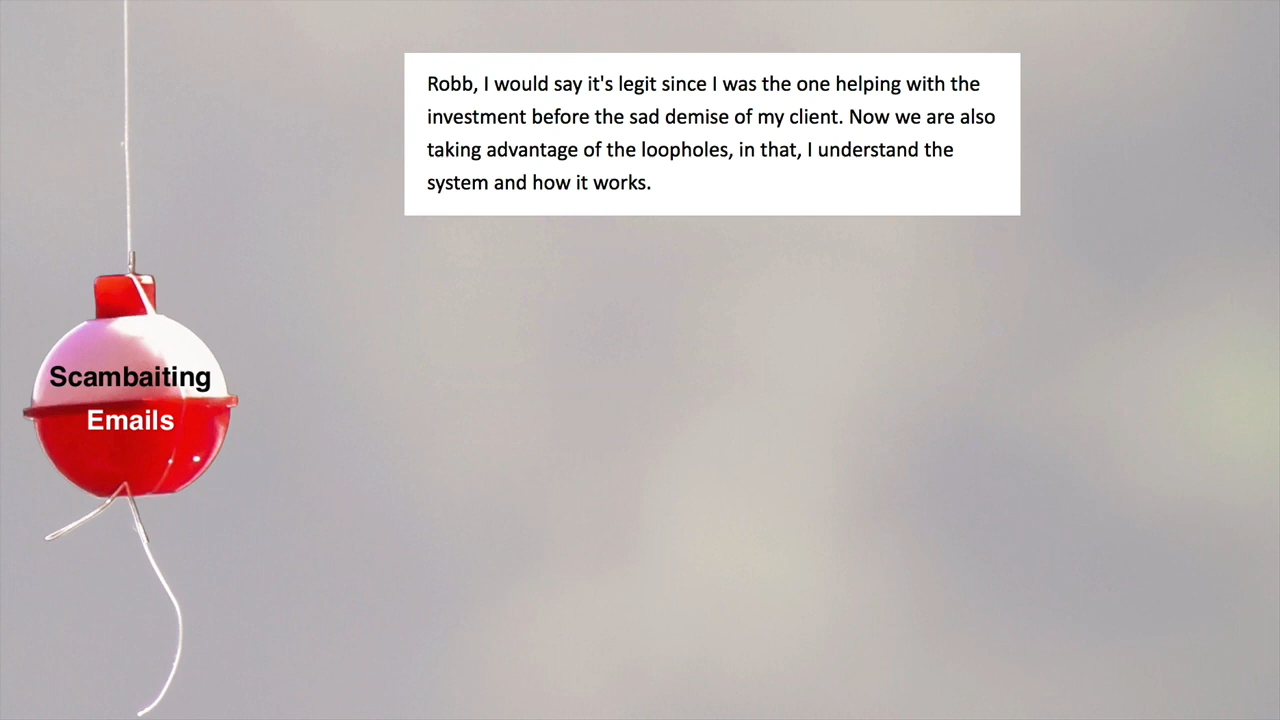 Robb, I would say it's legit since I was the one helping with the
investment before the sad demise of my client. Now we are also
taking advantage of the loopholes, in that, I understand the
system and how it works.
Scambaiting
Emails